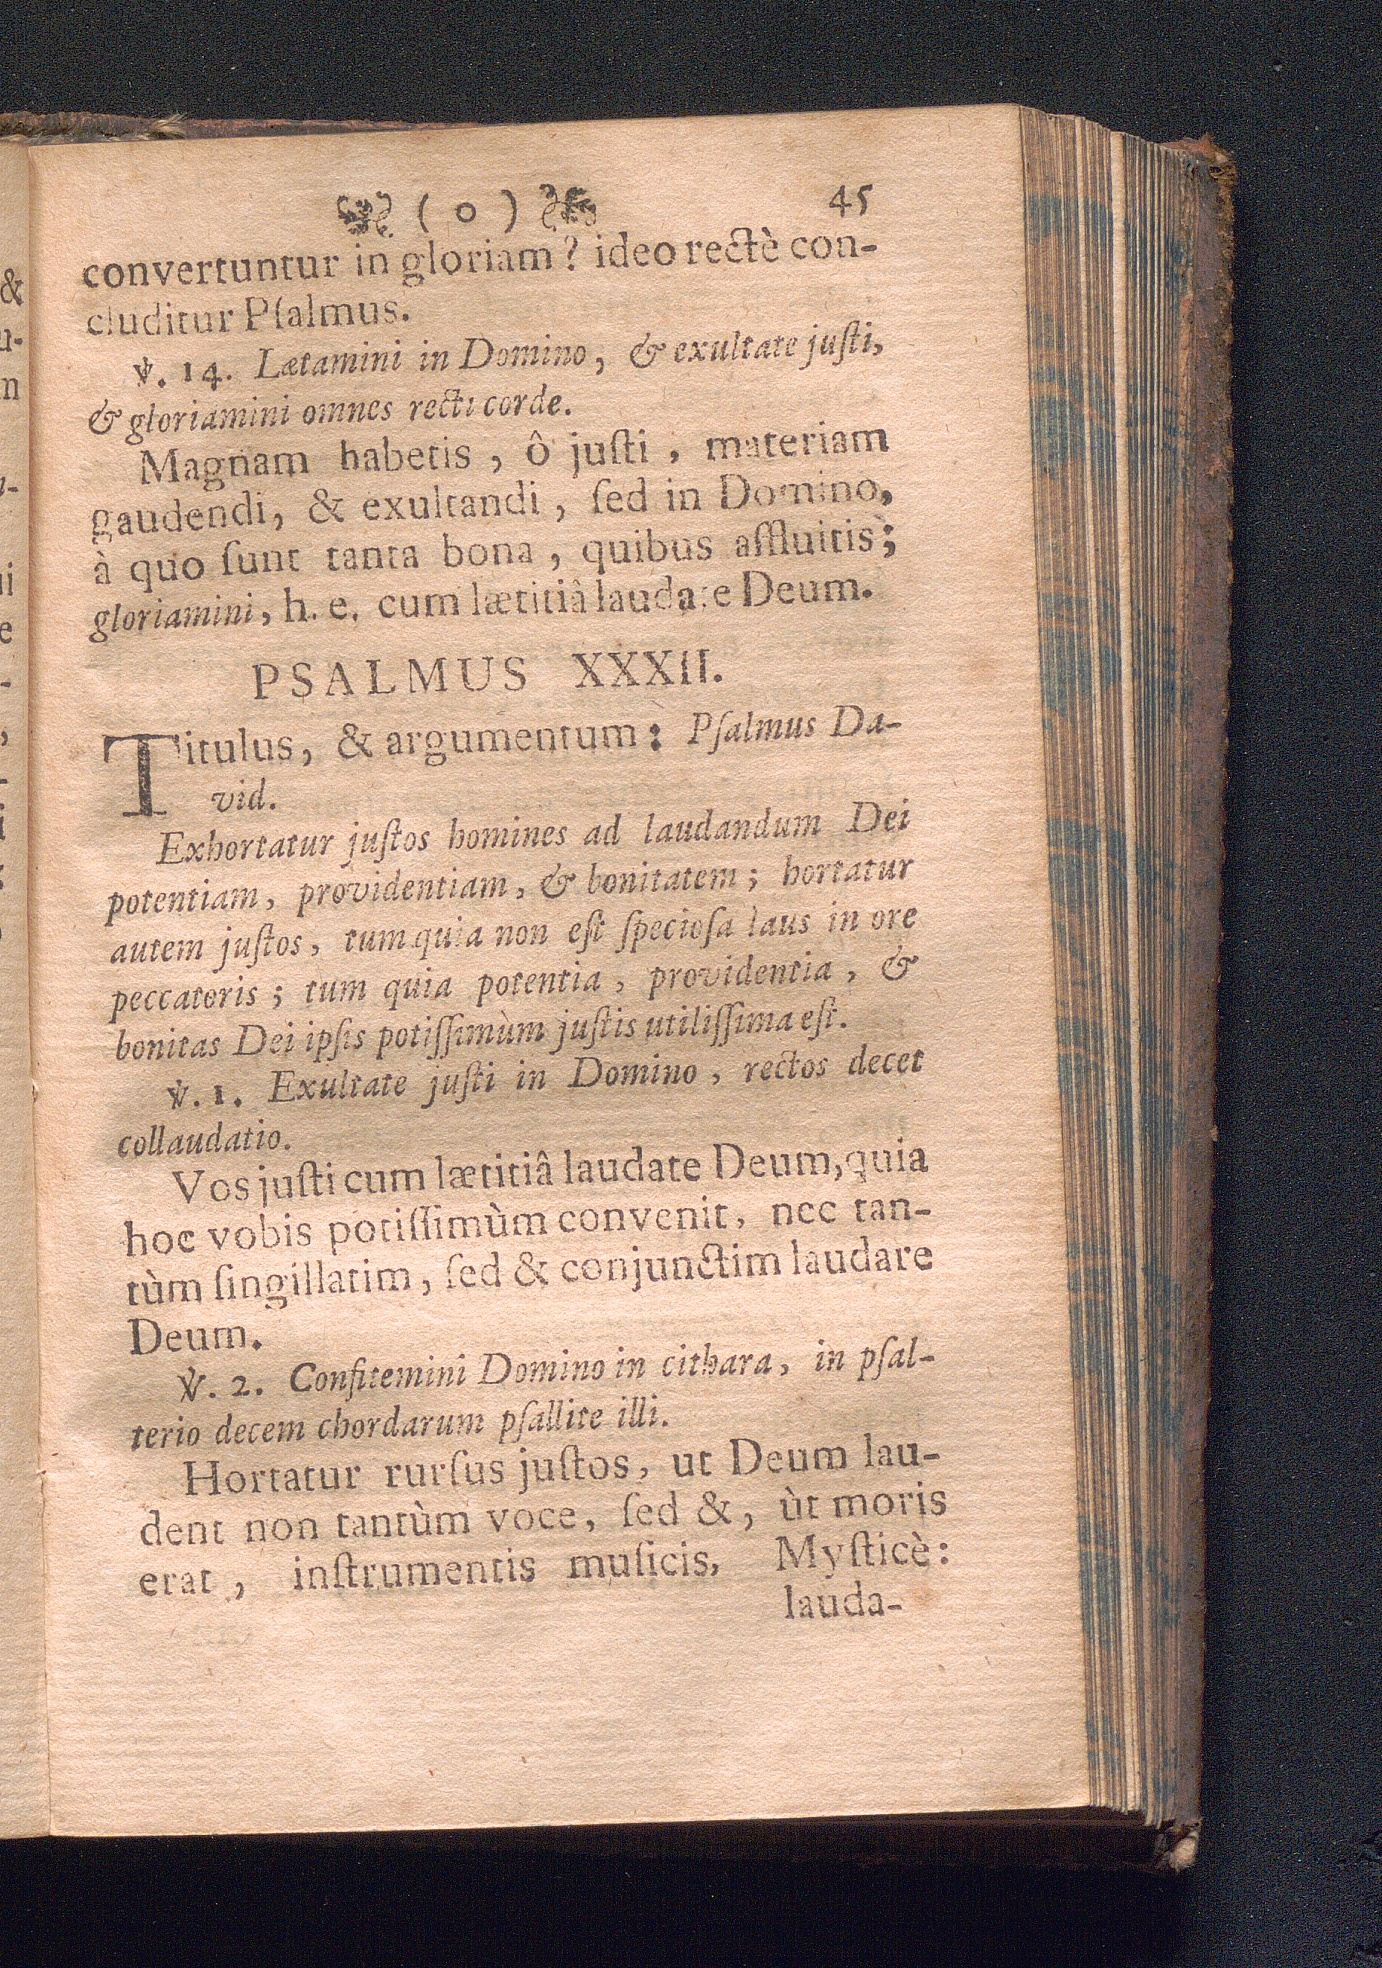 ( o ) 45
convertuntur in gloriam? ideo rectè con-
cluditur Pſalmus.
℣. 14. Lætamini in Domino, & exultate juſti,
& gloriamini omnes recti corde.
Magnam habetis, ô juſti, materiam
gaudendi, & exultandi, ſed in Domino,
à quo ſunt tanta bona, quibus affluitis;
gloriamini, h. e. cum lætitiâ laudate Deum.
PSALMUS XXXII.
Titulus, & argumentum: Pſalmus Da-
vid.
Exhortatur juſtos homines ad laudandum Dei
potentiam, providentiam, & bonitatem; hortatur
autem juſtos, tum quia non eſt ſpecioſa laus in ore
peccatoris; tum quia potentia, providentia, &
bonitas Dei ipſis potiſſimùm juſtis utiliſſima eſt.
℣. 1. Exultate juſti in Domino, rectos decet
collaudatio.
Vos juſti cum lætitiâ laudate Deum, quia
hoc vobis potiſſimùm convenit, nec tan-
tùm ſingillatim, ſed & conjunctim laudare
Deum.
℣. 2. Confitemini Domino in cithara, in pſal-
terio decem chordarum pſallite illi.
Hortatur rurſus juſtos, ut Deum lau-
dent non tantùm voce, ſed &, ùt moris
erat, inſtrumentis muſicis, Myſticè:
lauda-